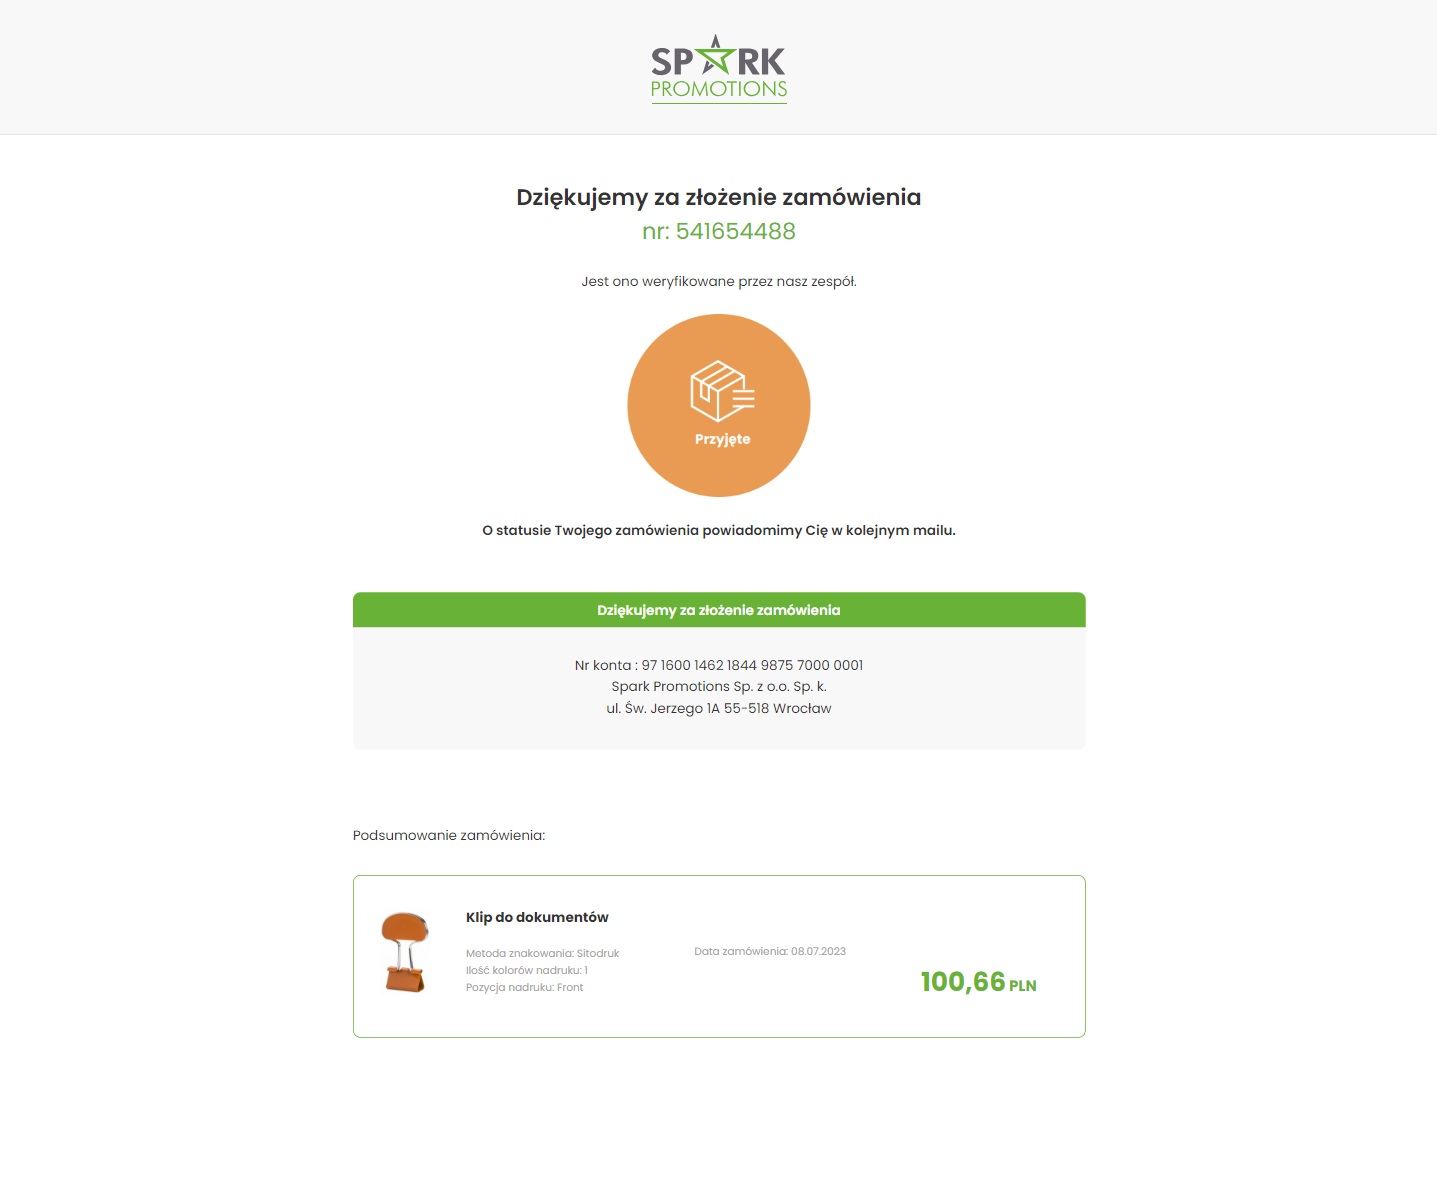 SPARK
PROMOTIONS
Dziękujemy za złożenie zamówienia
nr: 541654488
Jest ono weryfikowane przez nasz zespół.
Przyjęte
O statusie Twojego zamówienia powiadomimy Cię w kolejnym mailu.
Dziękujemy za złożenie zamówienia
Nr konta : 97 1600 1462 1844 9875 7000 0001
Spark Promotions Sp. z o.o. Sp. k.
ul. Św. Jerzego 1A 55-518 Wrocław
Podsumowanie zamówienia:
Klip do dokumentów
Metoda znakowania: Sitodruk
Ilość kolorów nadruku: 1
Pozycja nadruku: Front
Data zamówienia: 08.07.2023
100,66 PLN